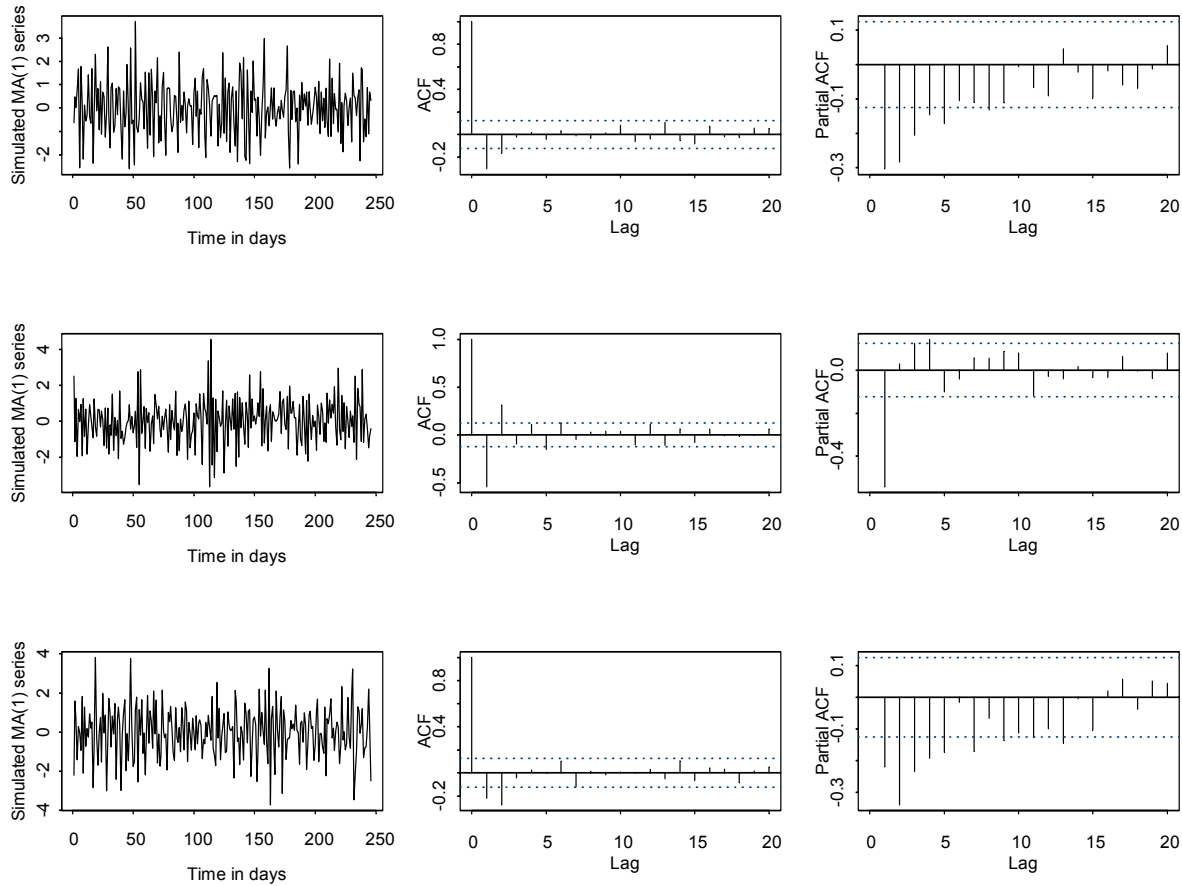 Simulated MA(1) series
3
2
1
0
-2
0 50 100 150 200 250
Time in days
ACF
0.8
0.4
-0.2
0 5 10 15 20
Lag
Partial ACF
0.1
-0.1
-0.3
0 5 10 15 20
Lag
Simulated MA(1) series
4
2
0
-2
0 50 100 150 200 250
Time in days
ACF
1.0
0.5
0.0
-0.5
0 5 10 15 20
Lag
Partial ACF
0.0
-0.4
0 5 10 15 20
Lag
Simulated MA(1) series
4
2
0
-2
-4
0 50 100 150 200 250
Time in days
ACF
0.8
0.4
-0.2
0 5 10 15 20
Lag
Partial ACF
0.1
-0.1
-0.3
0 5 10 15 20
Lag